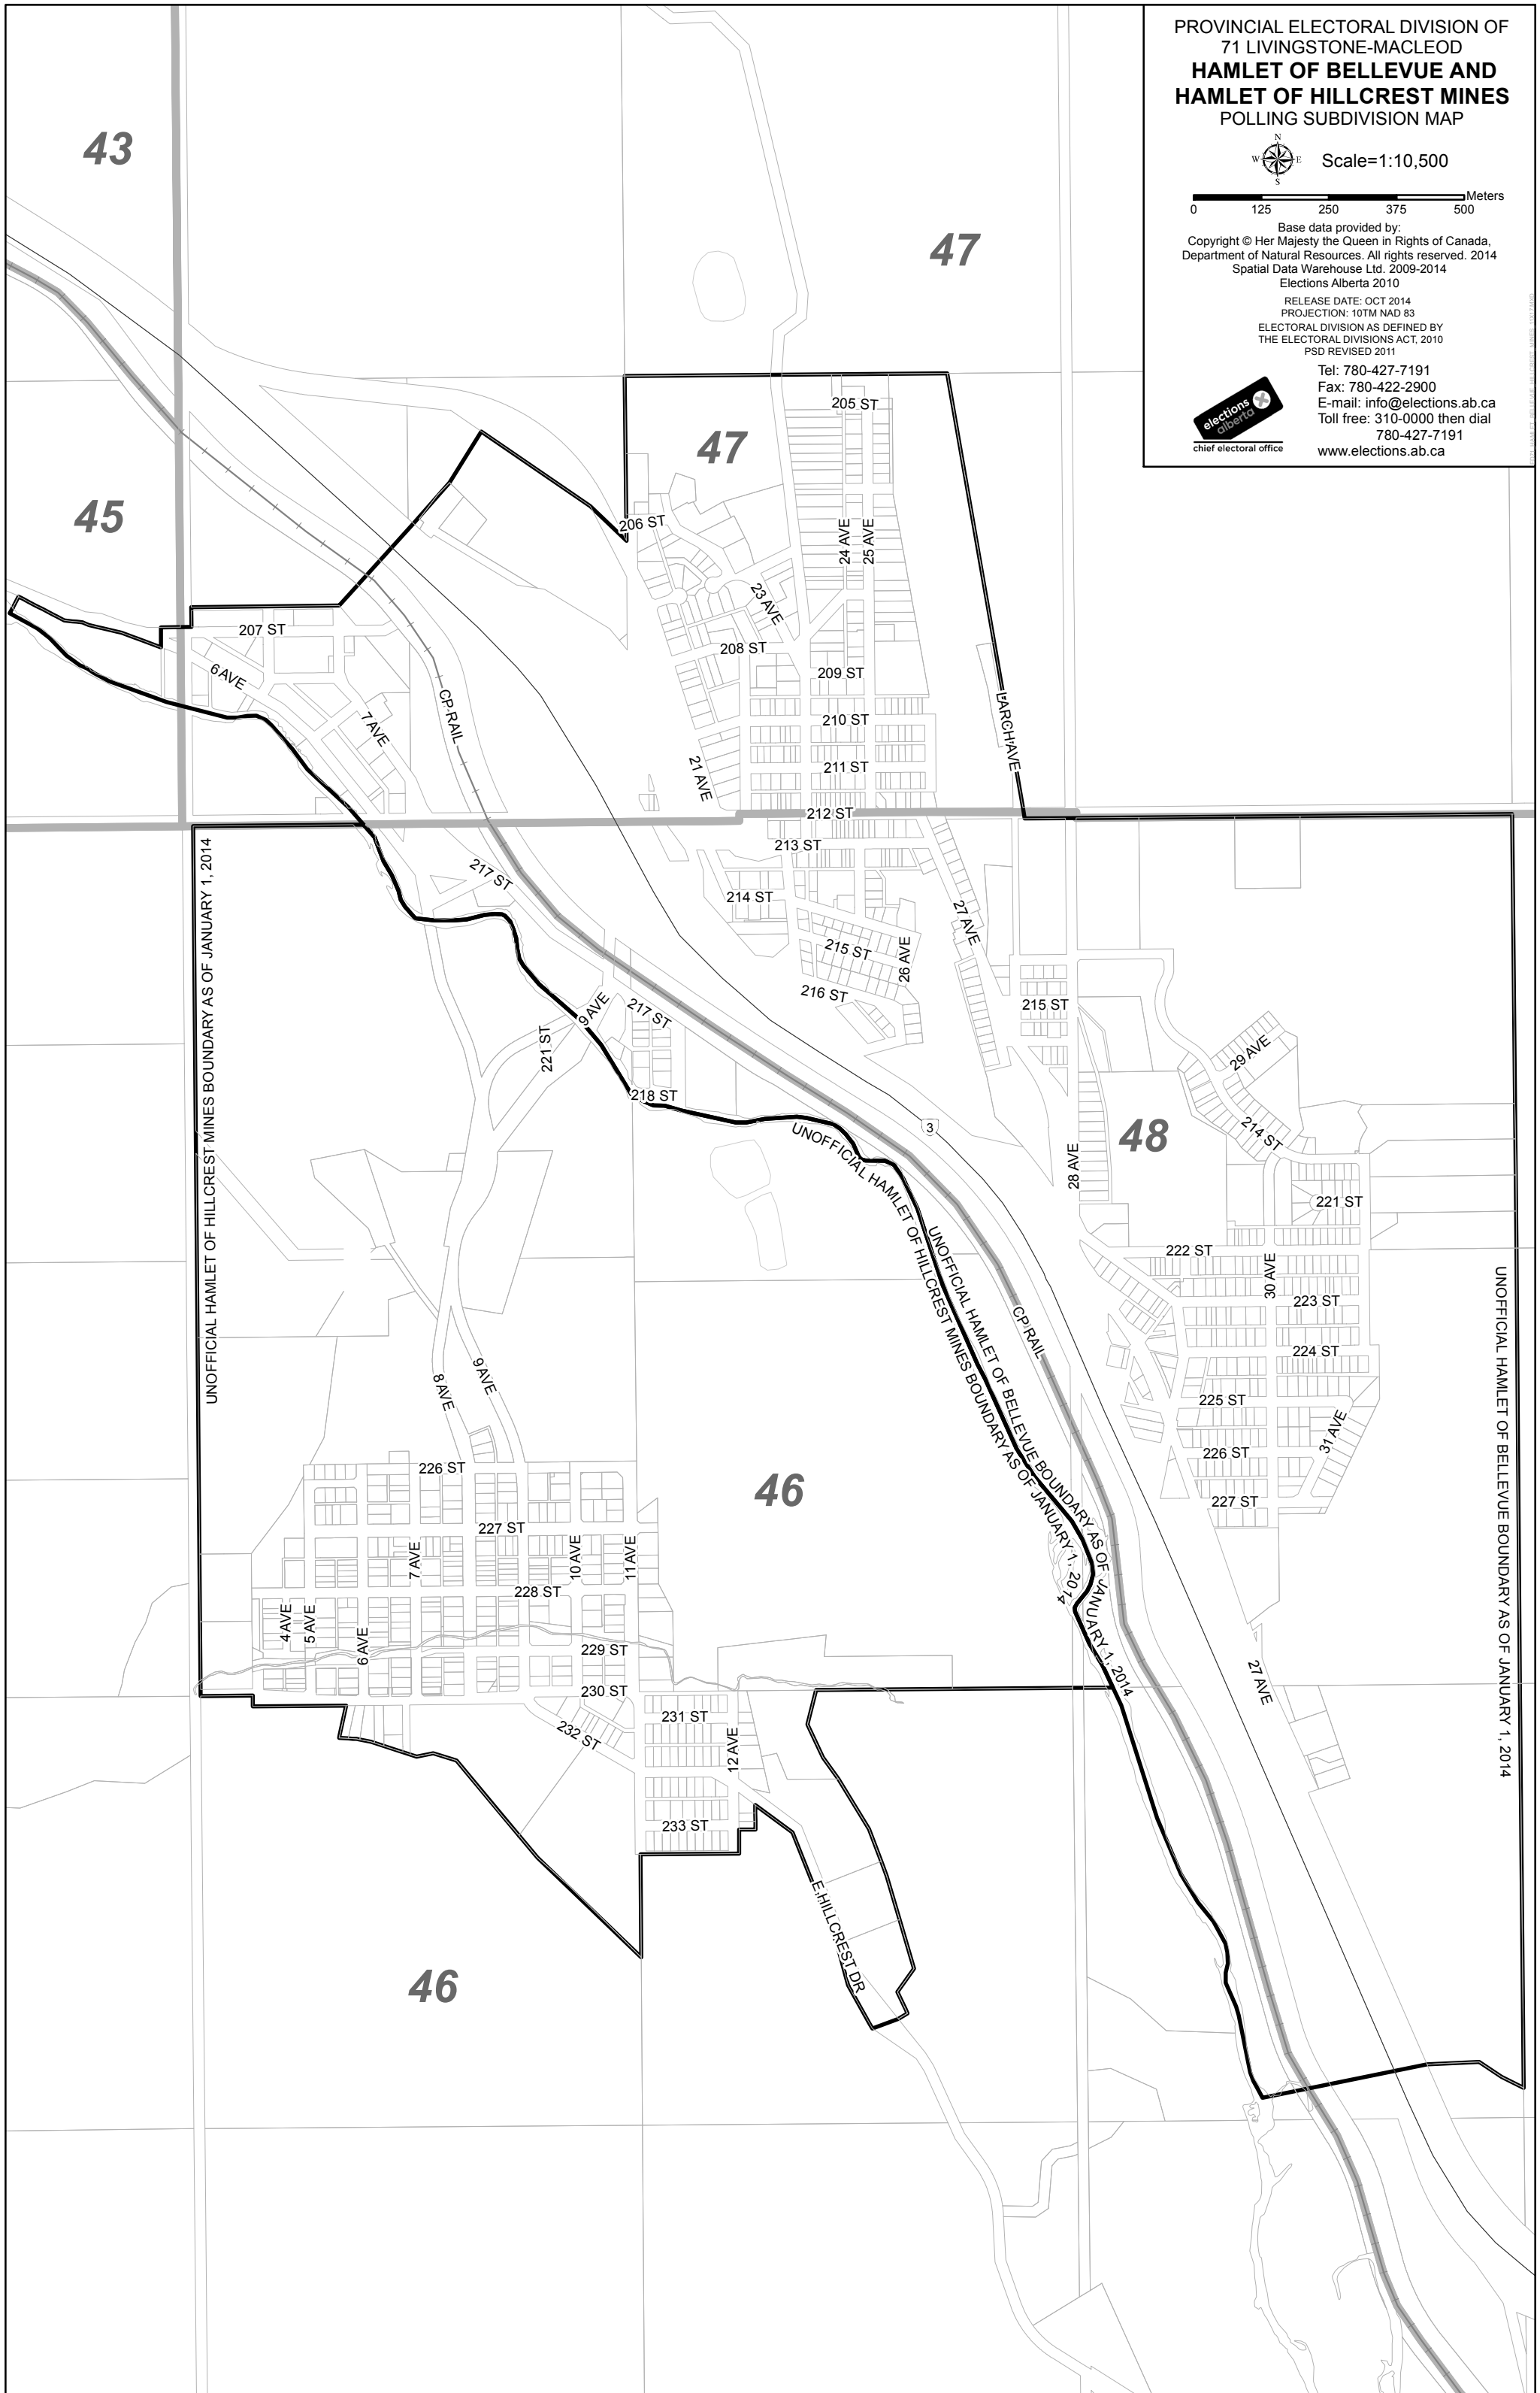 PROVINCIAL ELECTORAL DIVISION OF
71 LIVINGSTONE-MACLEOD
HAMLET OF BELLEVUE AND
HAMLET OF HILLCREST MINES
POLLING SUBDIVISION MAP
N
W E
S
Scale=1:10,500
Meters
0 125 250 375 500
Base data provided by:
Copyright © Her Majesty the Queen in Rights of Canada,
Department of Natural Resources. All rights reserved. 2014
Spatial Data Warehouse Ltd. 2009-2014
Elections Alberta 2010
RELEASE DATE: OCT 2014
PROJECTION: 10TM NAD 83
ELECTORAL DIVISION AS DEFINED BY
THE ELECTORAL DIVISIONS ACT, 2010
PSD REVISED 2011
elections
alberta
chief electoral office
Tel: 780-427-7191
Fax: 780-422-2900
E-mail: info@elections.ab.ca
Toll free: 310-0000 then dial
780-427-7191
www.elections.ab.ca
43
47
205 ST
47
45
206 ST
24 AVE
25 AVE
23 AVE
207 ST
208 ST
6 AVE
209 ST
7 AVE
CP RAIL
210 ST
LARCH AVE
21 AVE
211 ST
212 ST
213 ST
217 ST
214 ST
27 AVE
215 ST
26 AVE
216 ST
215 ST
9 AVE
217 ST
221 ST
29 AVE
218 ST
3
48
214 ST
28 AVE
221 ST
222 ST
30 AVE
223 ST
224 ST
225 ST
31 AVE
226 ST
227 ST
UNOFFICIAL HAMLET OF HILLCREST MINES BOUNDARY AS OF JANUARY 1, 2014
UNOFFICIAL HAMLET OF HILLCREST MINES BOUNDARY AS OF JANUARY 1, 2014
UNOFFICIAL HAMLET OF BELLEVUE BOUNDARY AS OF JANUARY 1, 2014
UNOFFICIAL HAMLET OF BELLEVUE BOUNDARY AS OF JANUARY 1, 2014
CP RAIL
8 AVE
9 AVE
226 ST
46
227 ST
7 AVE
10 AVE
11 AVE
228 ST
4 AVE
5 AVE
6 AVE
229 ST
27 AVE
230 ST
231 ST
232 ST
12 AVE
233 ST
E HILLCREST DR
46